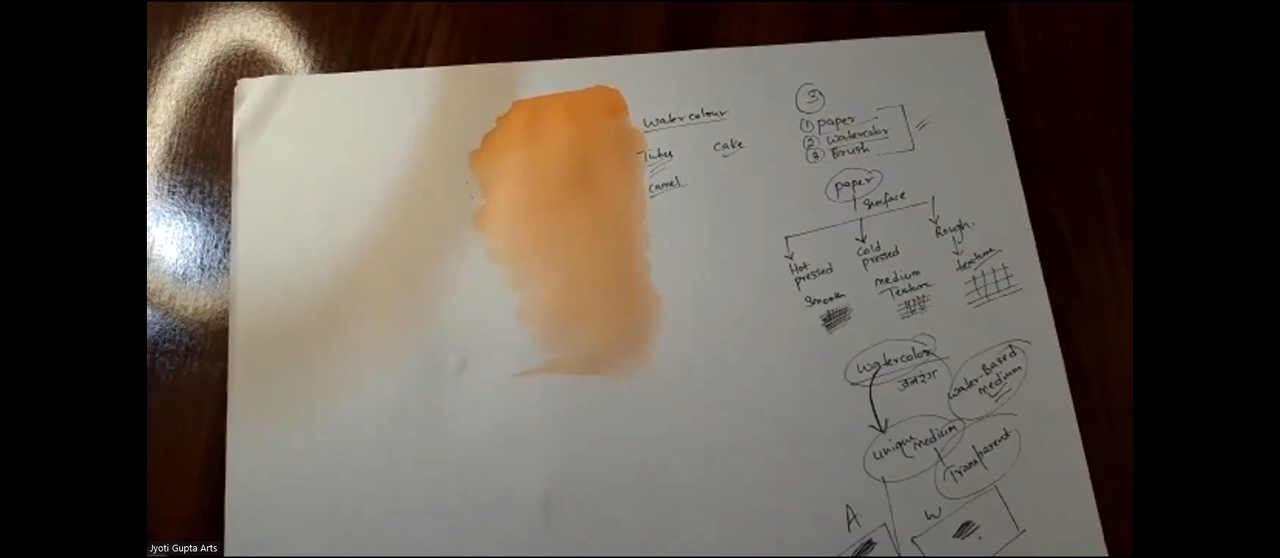 Watercolour
Tubes Cake
Camel
3
① paper
② Watercolor
③ Brush
paper
Surface
Hot pressed
Smooth
Cold pressed
medium Texture
Rough.
texture
Watercolor
जलरंग
Water-Based medium
Unique medium
Transparent
A W
Jyoti Gupta Arts